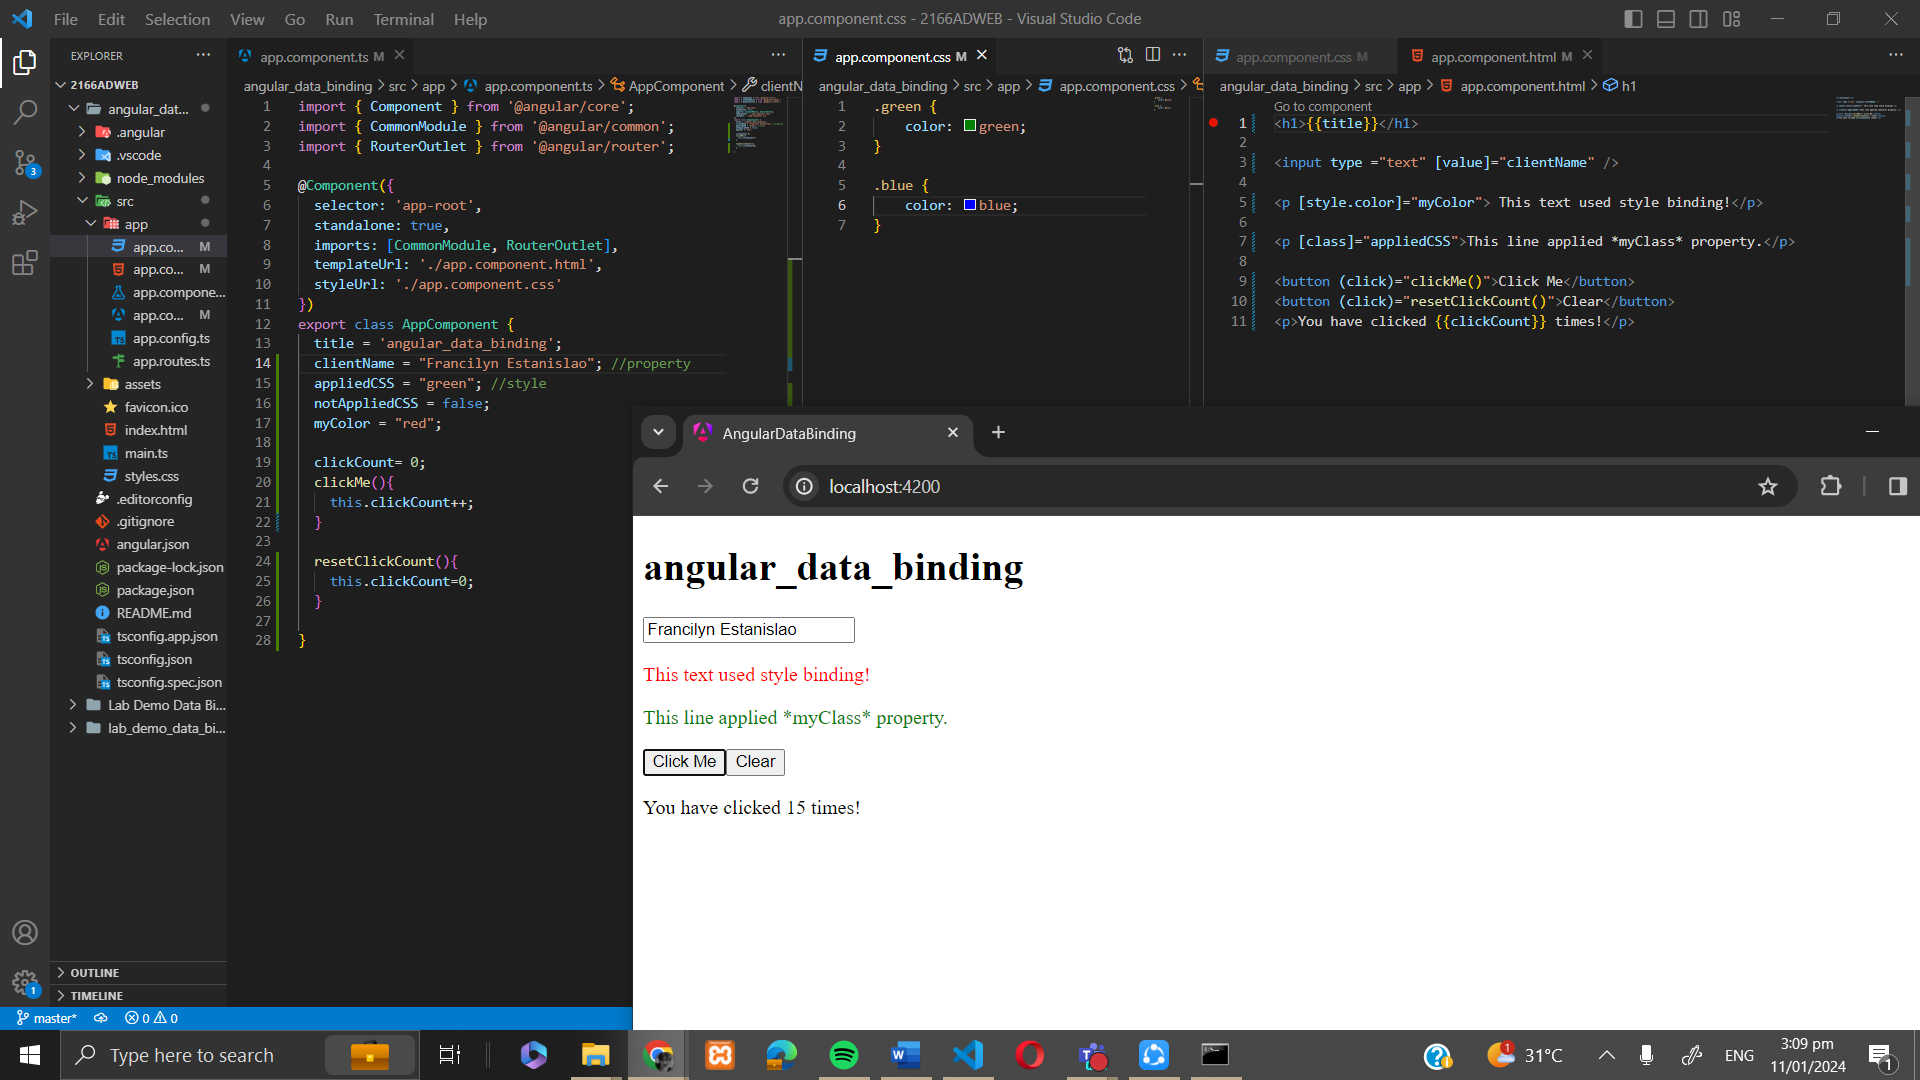 File Edit Selection View Go Run Terminal Help
app.component.css - 2166ADWEB - Visual Studio Code
EXPLORER
2166ADWEB
angular_dat...
.angular
.vscode
node_modules
src
app
app.co... M
app.co... M
app.compone...
app.co... M
app.config.ts
app.routes.ts
assets
favicon.ico
index.html
main.ts
styles.css
.editorconfig
.gitignore
angular.json
package-lock.json
package.json
README.md
tsconfig.app.json
tsconfig.json
tsconfig.spec.json
Lab Demo Data Bi...
lab_demo_data_bi...
OUTLINE
TIMELINE
3
1
app.component.ts M
angular_data_binding > src > app > app.component.ts > AppComponent > clientN
1 import { Component } from '@angular/core';
2 import { CommonModule } from '@angular/common';
3 import { RouterOutlet } from '@angular/router';
4
5 @Component({
6 selector: 'app-root',
7 standalone: true,
8 imports: [CommonModule, RouterOutlet],
9 templateUrl: './app.component.html',
10 styleUrl: './app.component.css'
11 })
12 export class AppComponent {
13 title = 'angular_data_binding';
14 clientName = "Francilyn Estanislao"; //property
15 appliedCSS = "green"; //style
16 notAppliedCSS = false;
17 myColor = "red";
18
19 clickCount= 0;
20 clickMe(){
21 this.clickCount++;
22 }
23
24 resetClickCount(){
25 this.clickCount=0;
26 }
27
28 }
app.component.css M
angular_data_binding > src > app > app.component.css >
1 .green {
2 color: green;
3 }
4
5 .blue {
6 color: blue;
7 }
app.component.css M
app.component.html M
angular_data_binding > src > app > app.component.html > h1
Go to component
1 <h1>{{title}}</h1>
2
3 <input type ="text" [value]="clientName" />
4
5 <p [style.color]="myColor"> This text used style binding!</p>
6
7 <p [class]="appliedCSS">This line applied *myClass* property.</p>
8
9 <button (click)="clickMe()">Click Me</button>
10 <button (click)="resetClickCount()">Clear</button>
11 <p>You have clicked {{clickCount}} times!</p>
AngularDataBinding
localhost:4200
angular_data_binding
Francilyn Estanislao
This text used style binding!
This line applied *myClass* property.
Click Me Clear
You have clicked 15 times!
master* 0 0
Type here to search
1 31°C
ENG
3:09 pm
11/01/2024
1